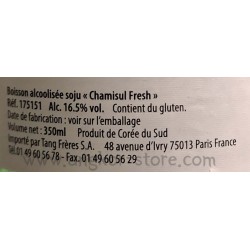 Boisson alcoolisée soju « Chamisul Fresh »
Réf. 175151 Alc. 16.5% vol. Contient du gluten.
Date de fabrication : voir sur l'emballage
Volume net : 350ml Produit de Corée du Sud
Importé par Tang Frères S.A. 48 avenue d'Ivry 75013 Paris France
Tél. 01 49 60 56 78 - Fax. 01 49 60 56 29